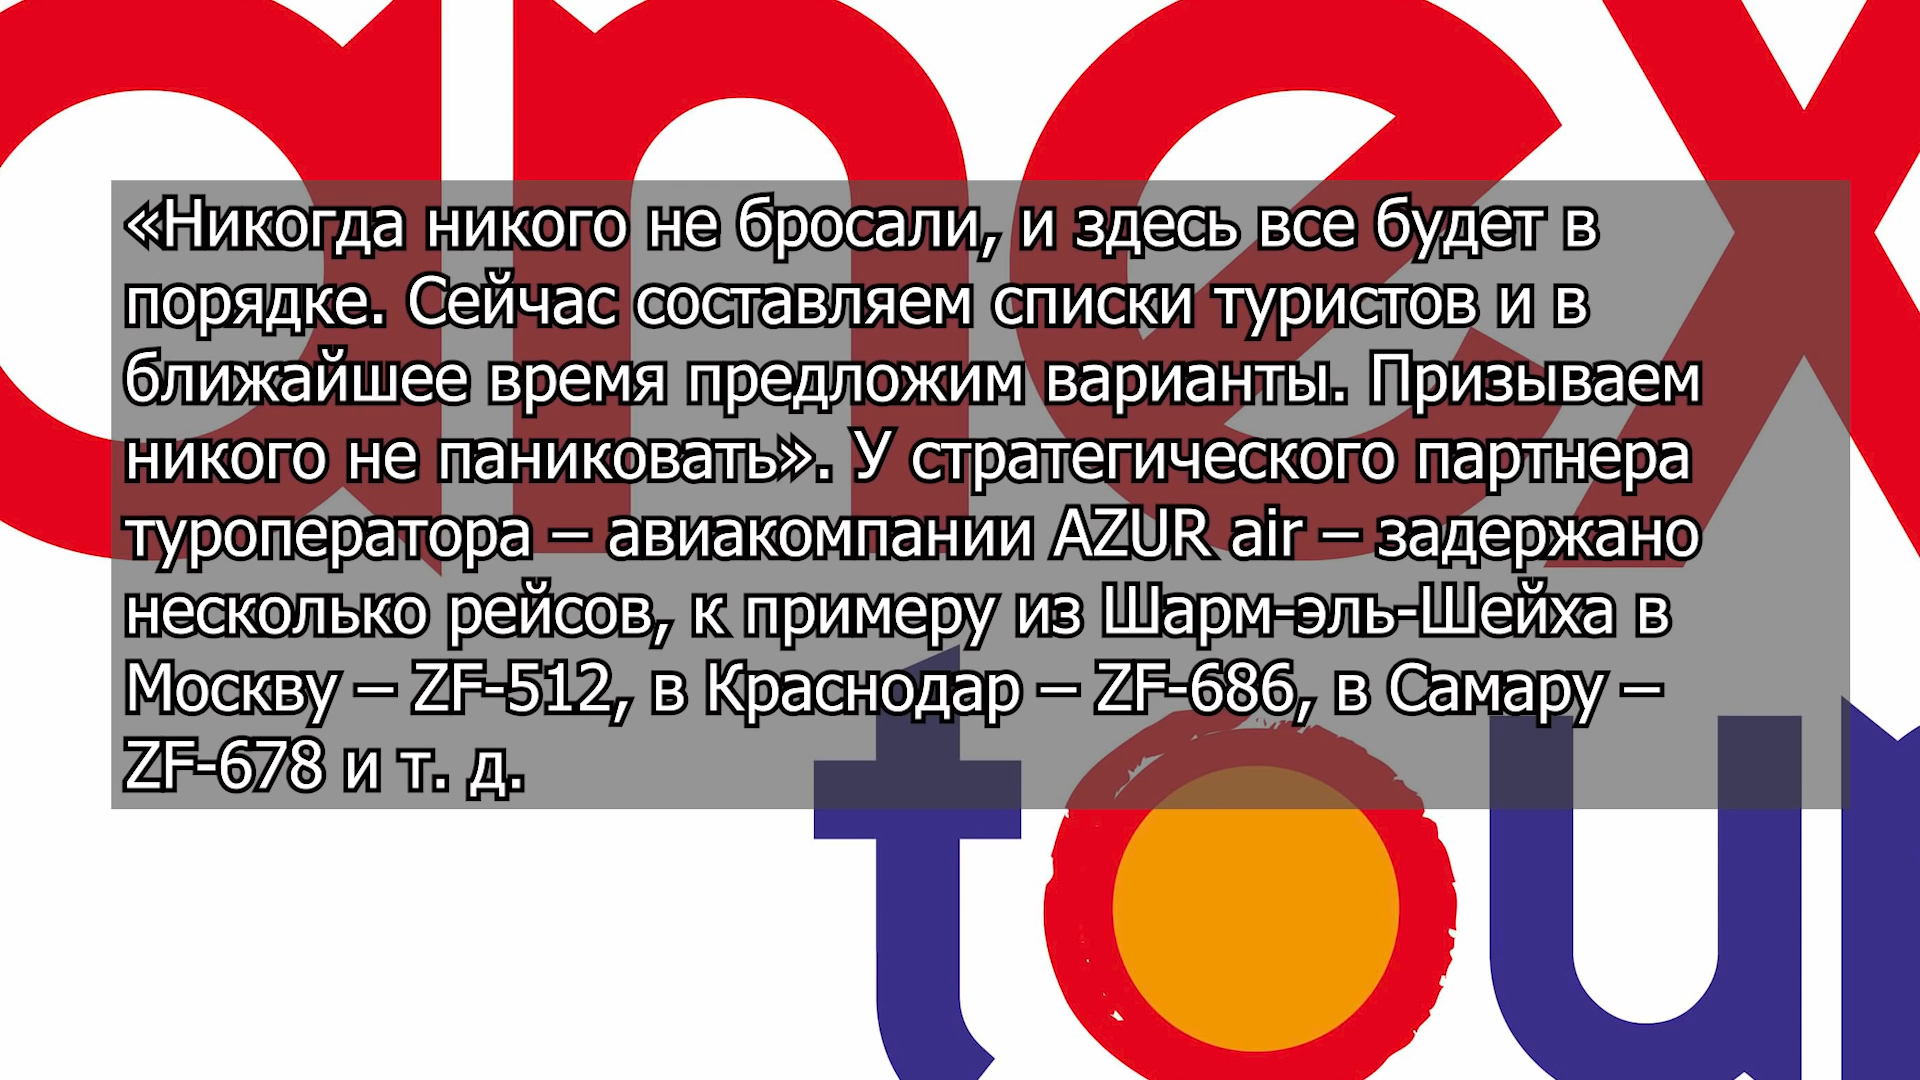 anex
«Никогда никого не бросали, и здесь все будет в
порядке. Сейчас составляем списки туристов и в
ближайшее время предложим варианты. Призываем
никого не паниковать». У стратегического партнера
туроператора – авиакомпании AZUR air – задержано
несколько рейсов, к примеру из Шарм-эль-Шейха в
Москву – ZF-512, в Краснодар – ZF-686, в Самару –
ZF-678 и т. д.
tour